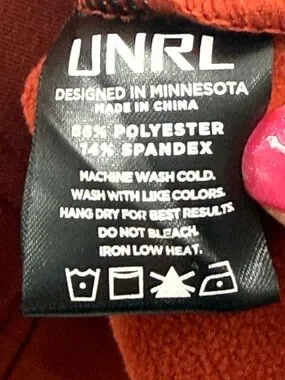 UNRL
DESIGNED IN MINNESOTA
MADE IN CHINA
86% POLYESTER
14% SPANDEX
MACHINE WASH COLD.
WASH WITH LIKE COLORS.
HANG DRY FOR BEST RESULTS.
DO NOT BLEACH.
IRON LOW HEAT.